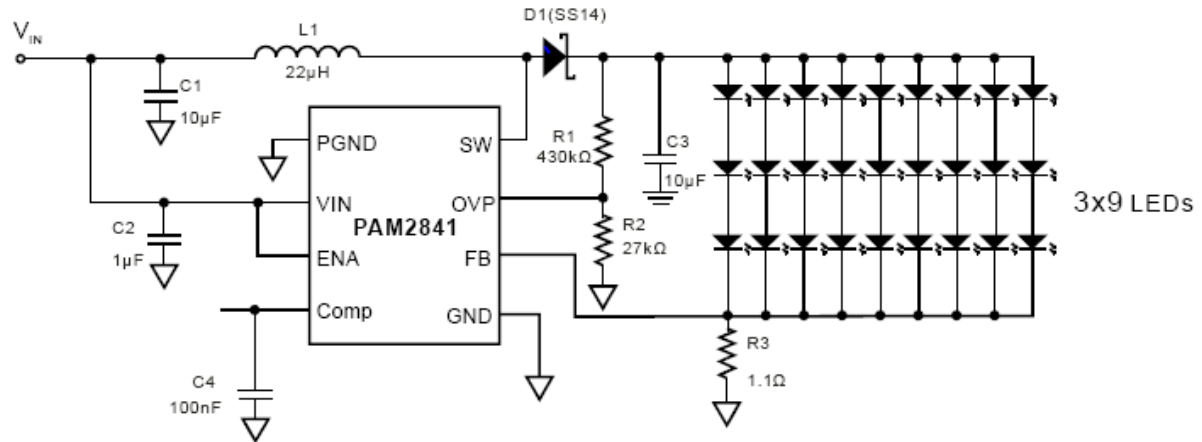 D1(SS14)
V_IN
L1
22µH
C1
10µF
PGND
SW
R1
430kΩ
C3
10µF
VIN
OVP
PAM2841
C2
1µF
ENA
FB
R2
27kΩ
3x9 LEDs
Comp
GND
R3
1.1Ω
C4
100nF